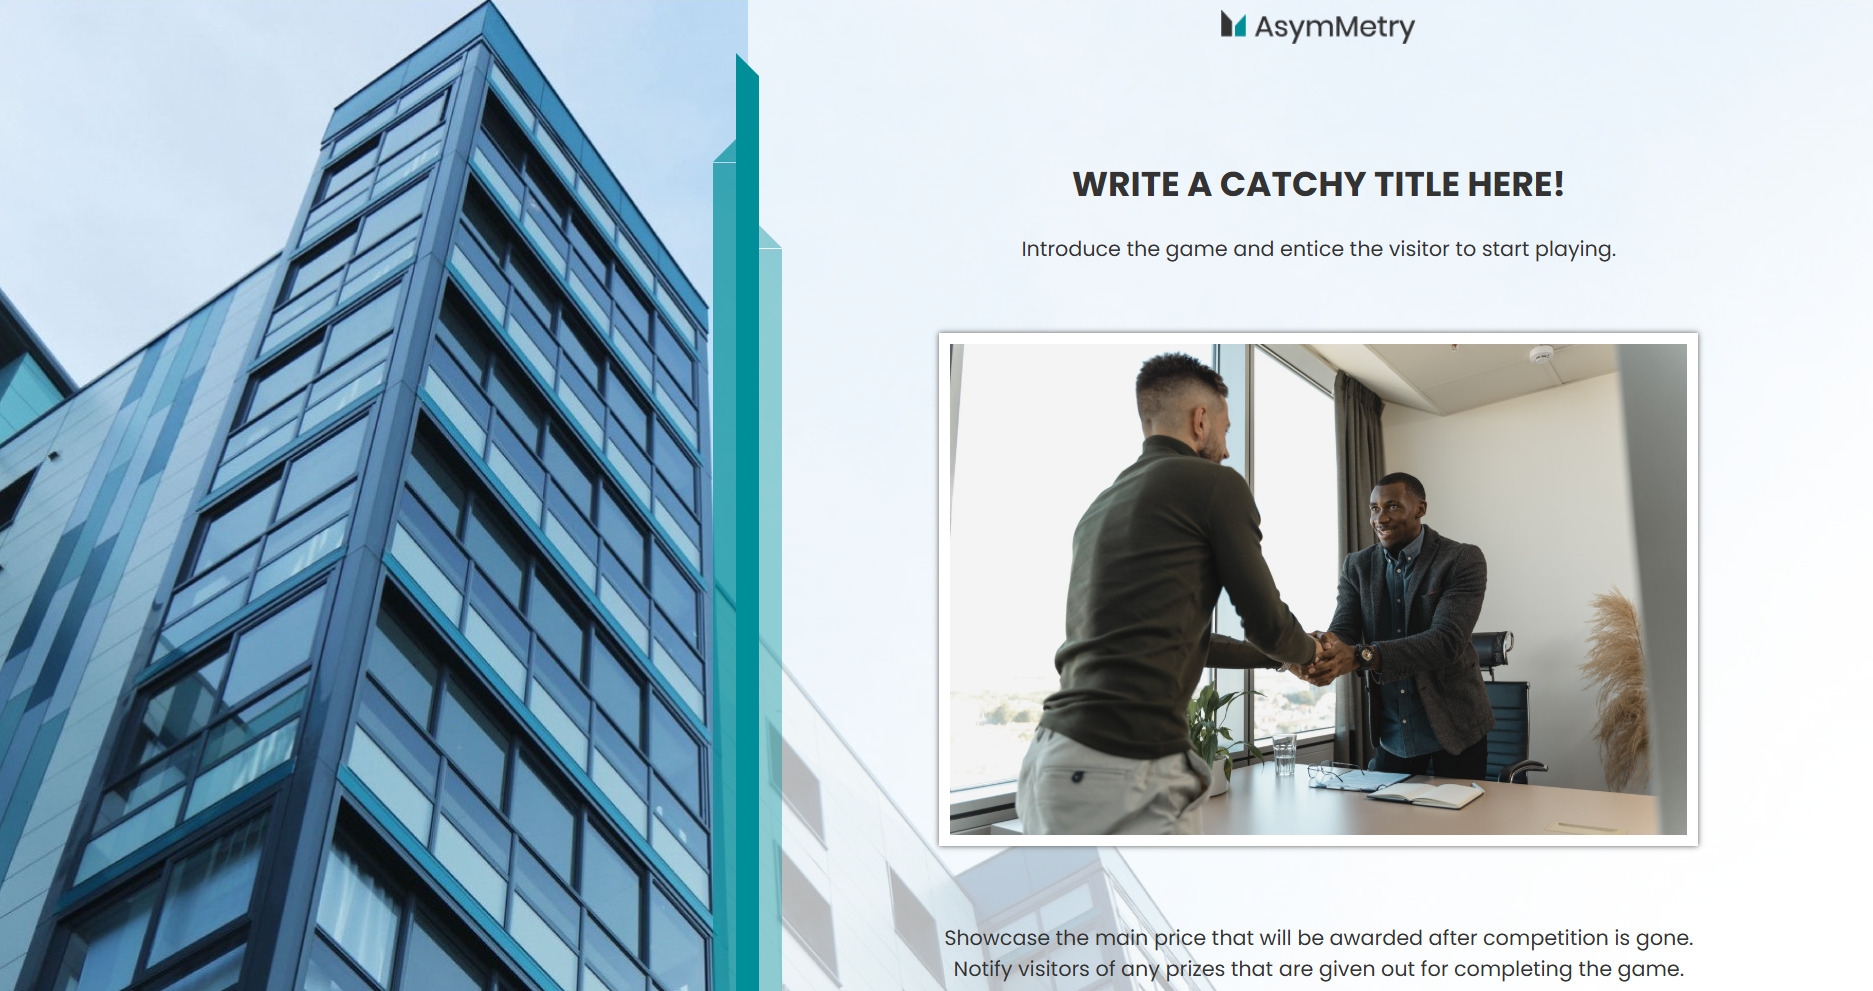 AsymMetry
WRITE A CATCHY TITLE HERE!
Introduce the game and entice the visitor to start playing.
Showcase the main price that will be awarded after competition is gone.
Notify visitors of any prizes that are given out for completing the game.